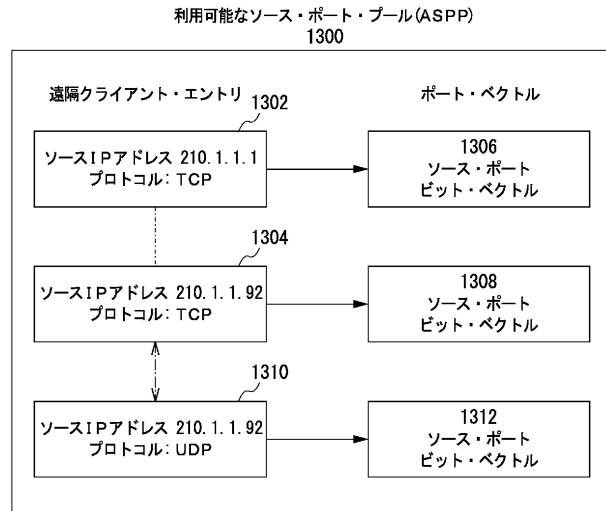 利用可能なソース・ポート・プール(ASPP)
1300
遠隔クライアント・エントリ
ポート・ベクトル
1302
ソースIPアドレス 210.1.1.1
プロトコル:TCP
1306
ソース・ポート
ビット・ベクトル
1304
ソースIPアドレス 210.1.1.92
プロトコル:TCP
1308
ソース・ポート
ビット・ベクトル
1310
ソースIPアドレス 210.1.1.92
プロトコル:UDP
1312
ソース・ポート
ビット・ベクトル